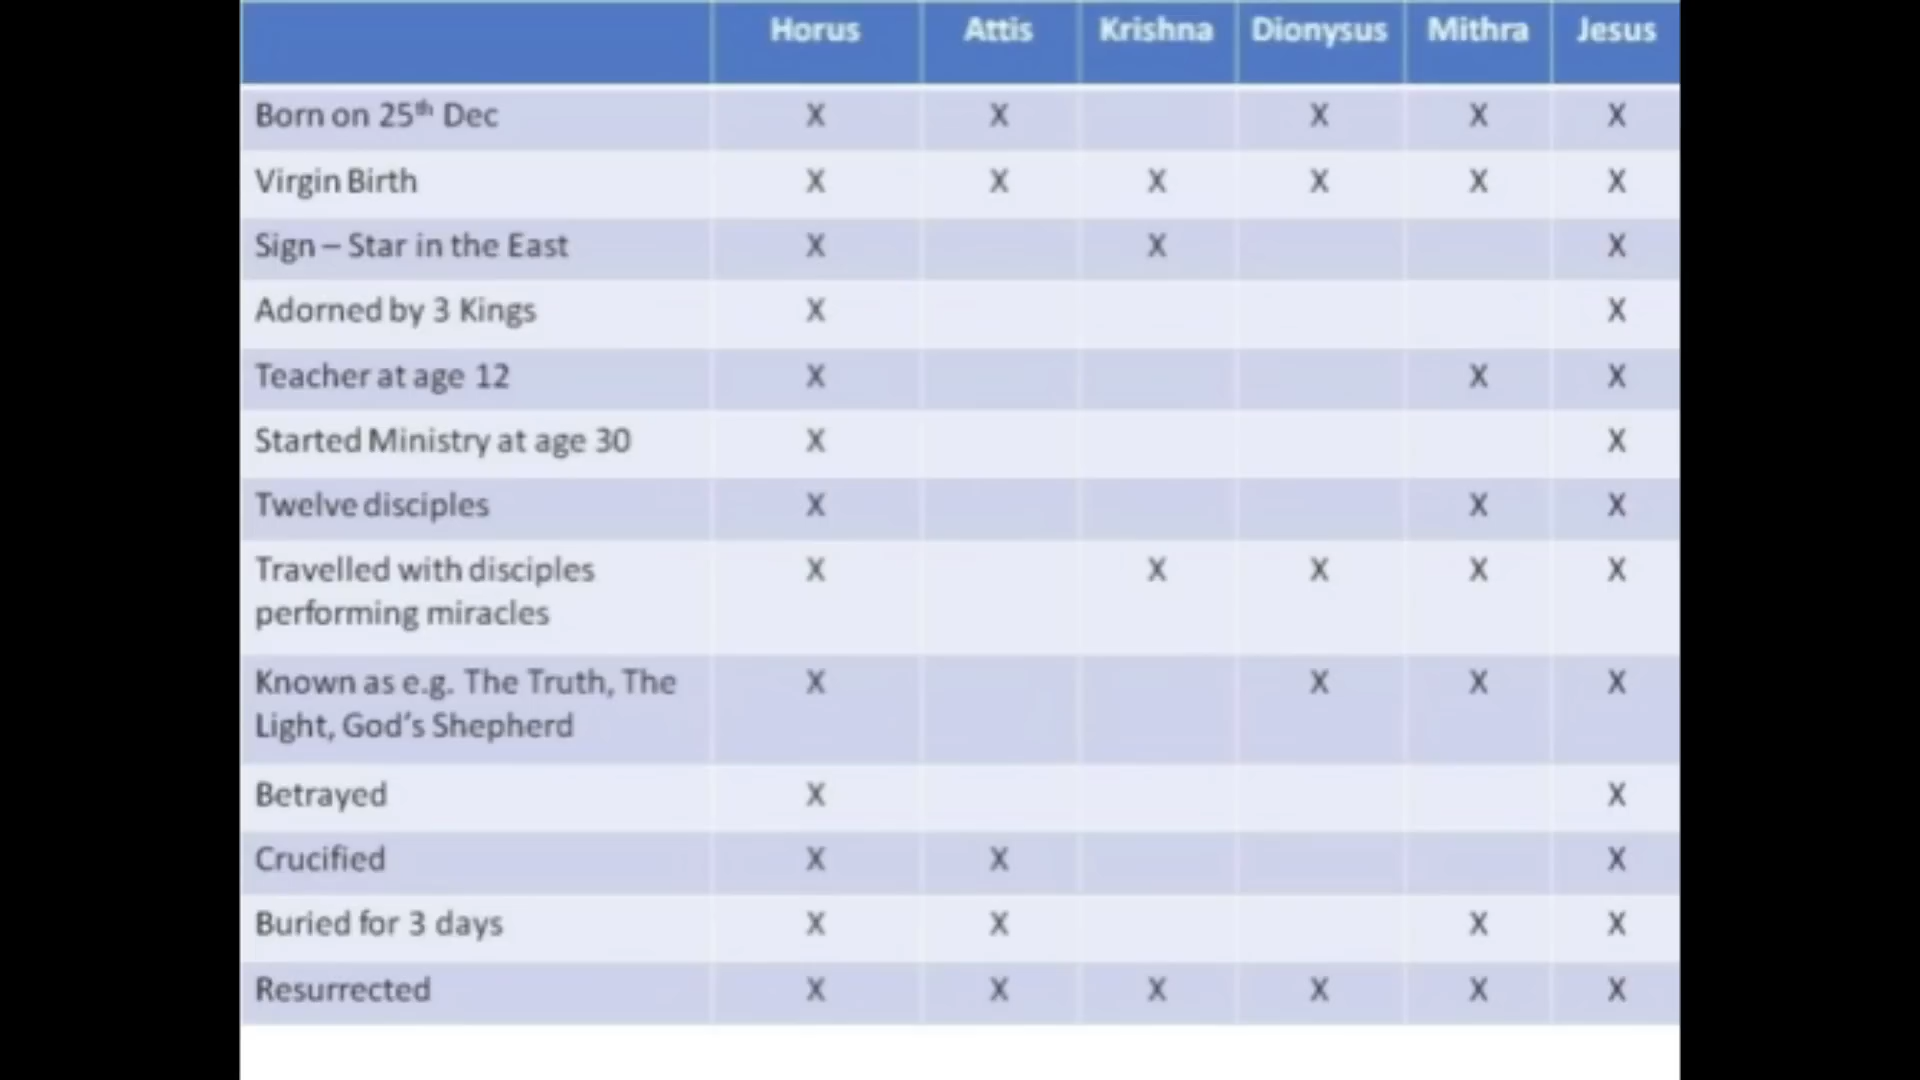 Horus Attis Krishna Dionysus Mithra Jesus
Born on 25th Dec X X X X X
Virgin Birth X X X X X X
Sign – Star in the East X X X
Adorned by 3 Kings X X
Teacher at age 12 X X X
Started Ministry at age 30 X X
Twelve disciples X X X
Travelled with disciples X X X X X
performing miracles
Known as e.g. The Truth, The X X X X
Light, God's Shepherd
Betrayed X X
Crucified X X X
Buried for 3 days X X X X
Resurrected X X X X X X